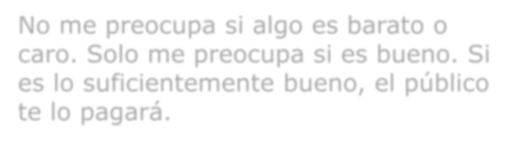 No me preocupa si algo es barato o
caro. Solo me preocupa si es bueno. Si
es lo suficientemente bueno, el público
te lo pagará.